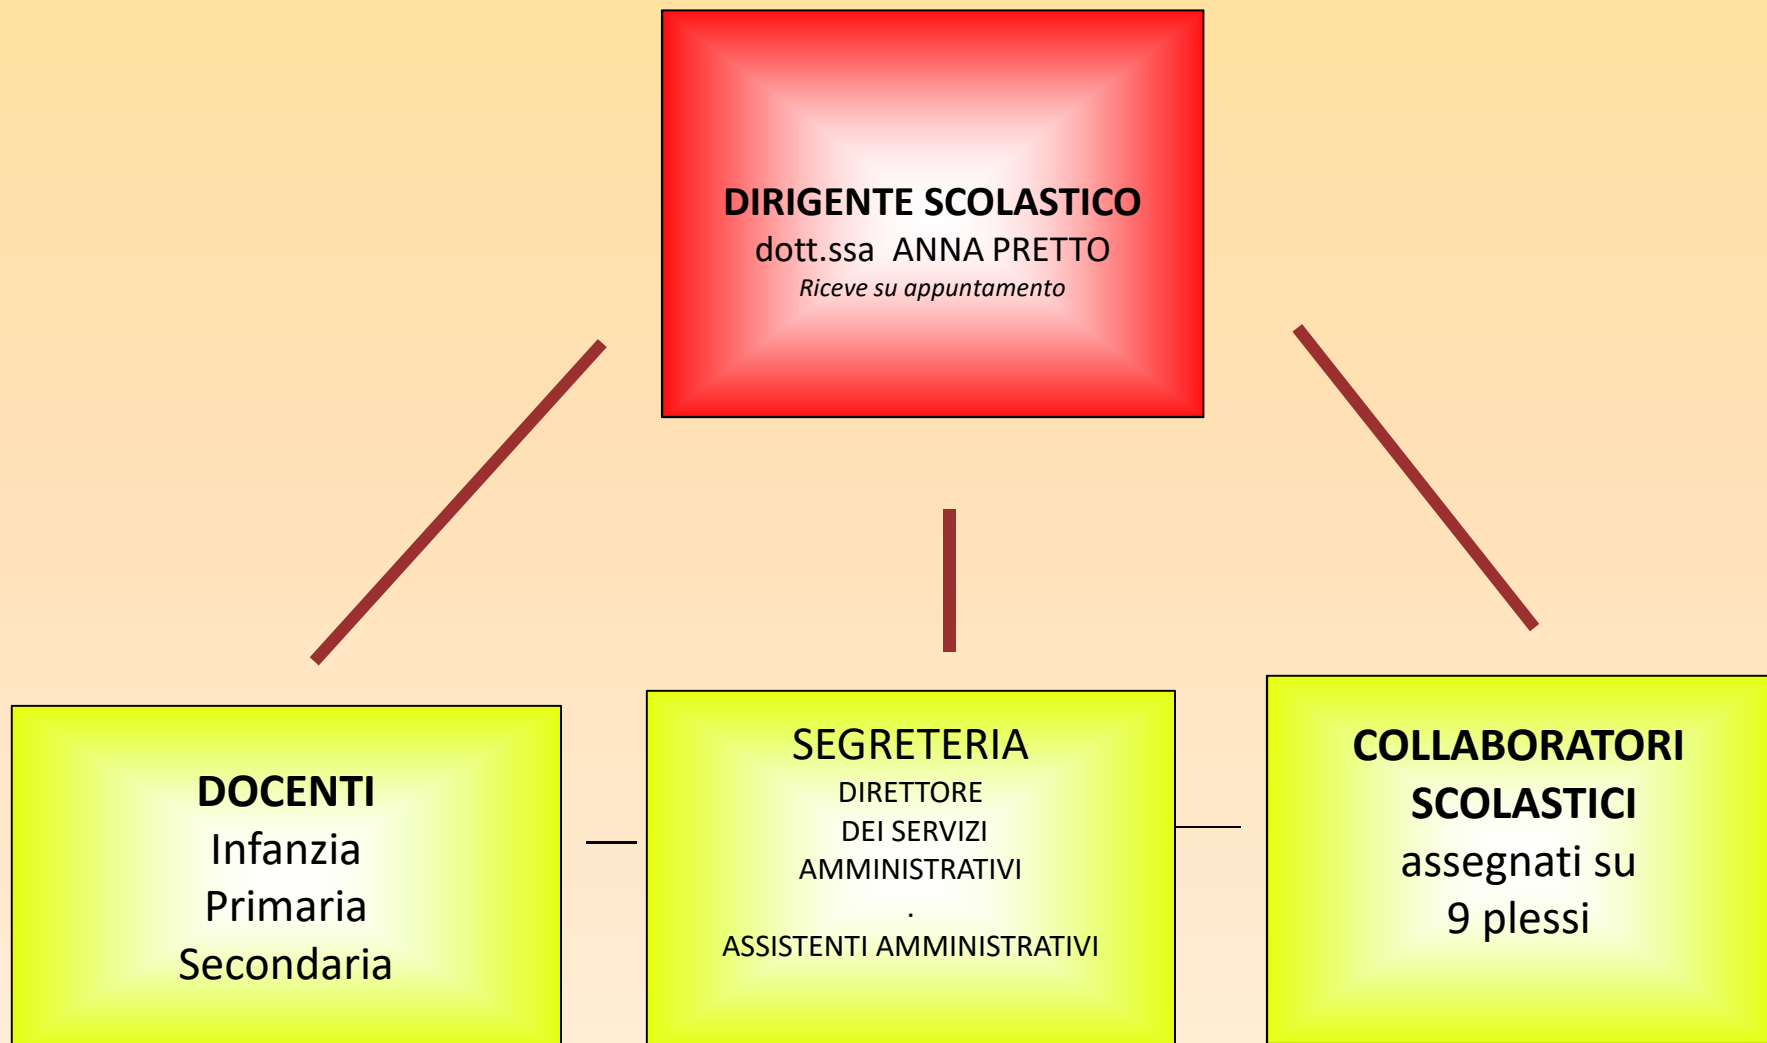 DIRIGENTE SCOLASTICO
dott.ssa ANNA PRETTO
Riceve su appuntamento
DOCENTI
Infanzia
Primaria
Secondaria
SEGRETERIA
DIRETTORE
DEI SERVIZI
AMMINISTRATIVI
.
ASSISTENTI AMMINISTRATIVI
COLLABORATORI
SCOLASTICI
assegnati su
9 plessi